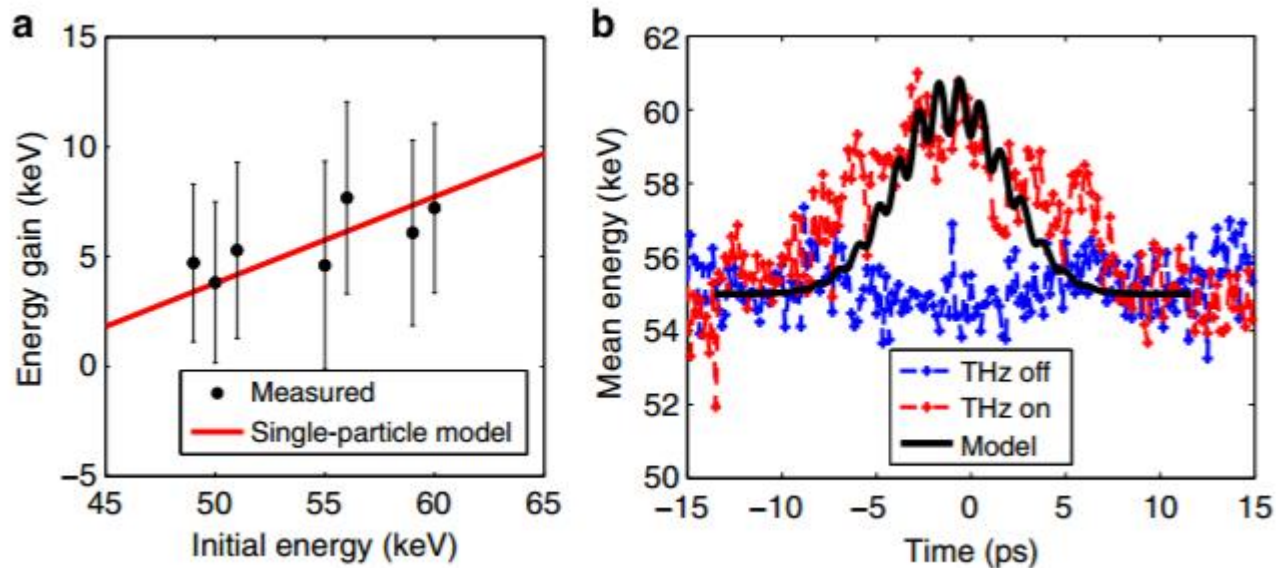 a
15
10
5
0
−5
Energy gain (keV)
Measured
Single-particle model
45 50 55 60 65
Initial energy (keV)
b
62
60
58
56
54
52
50
Mean energy (keV)
THz off
THz on
Model
−15 −10 −5 0 5 10 15
Time (ps)